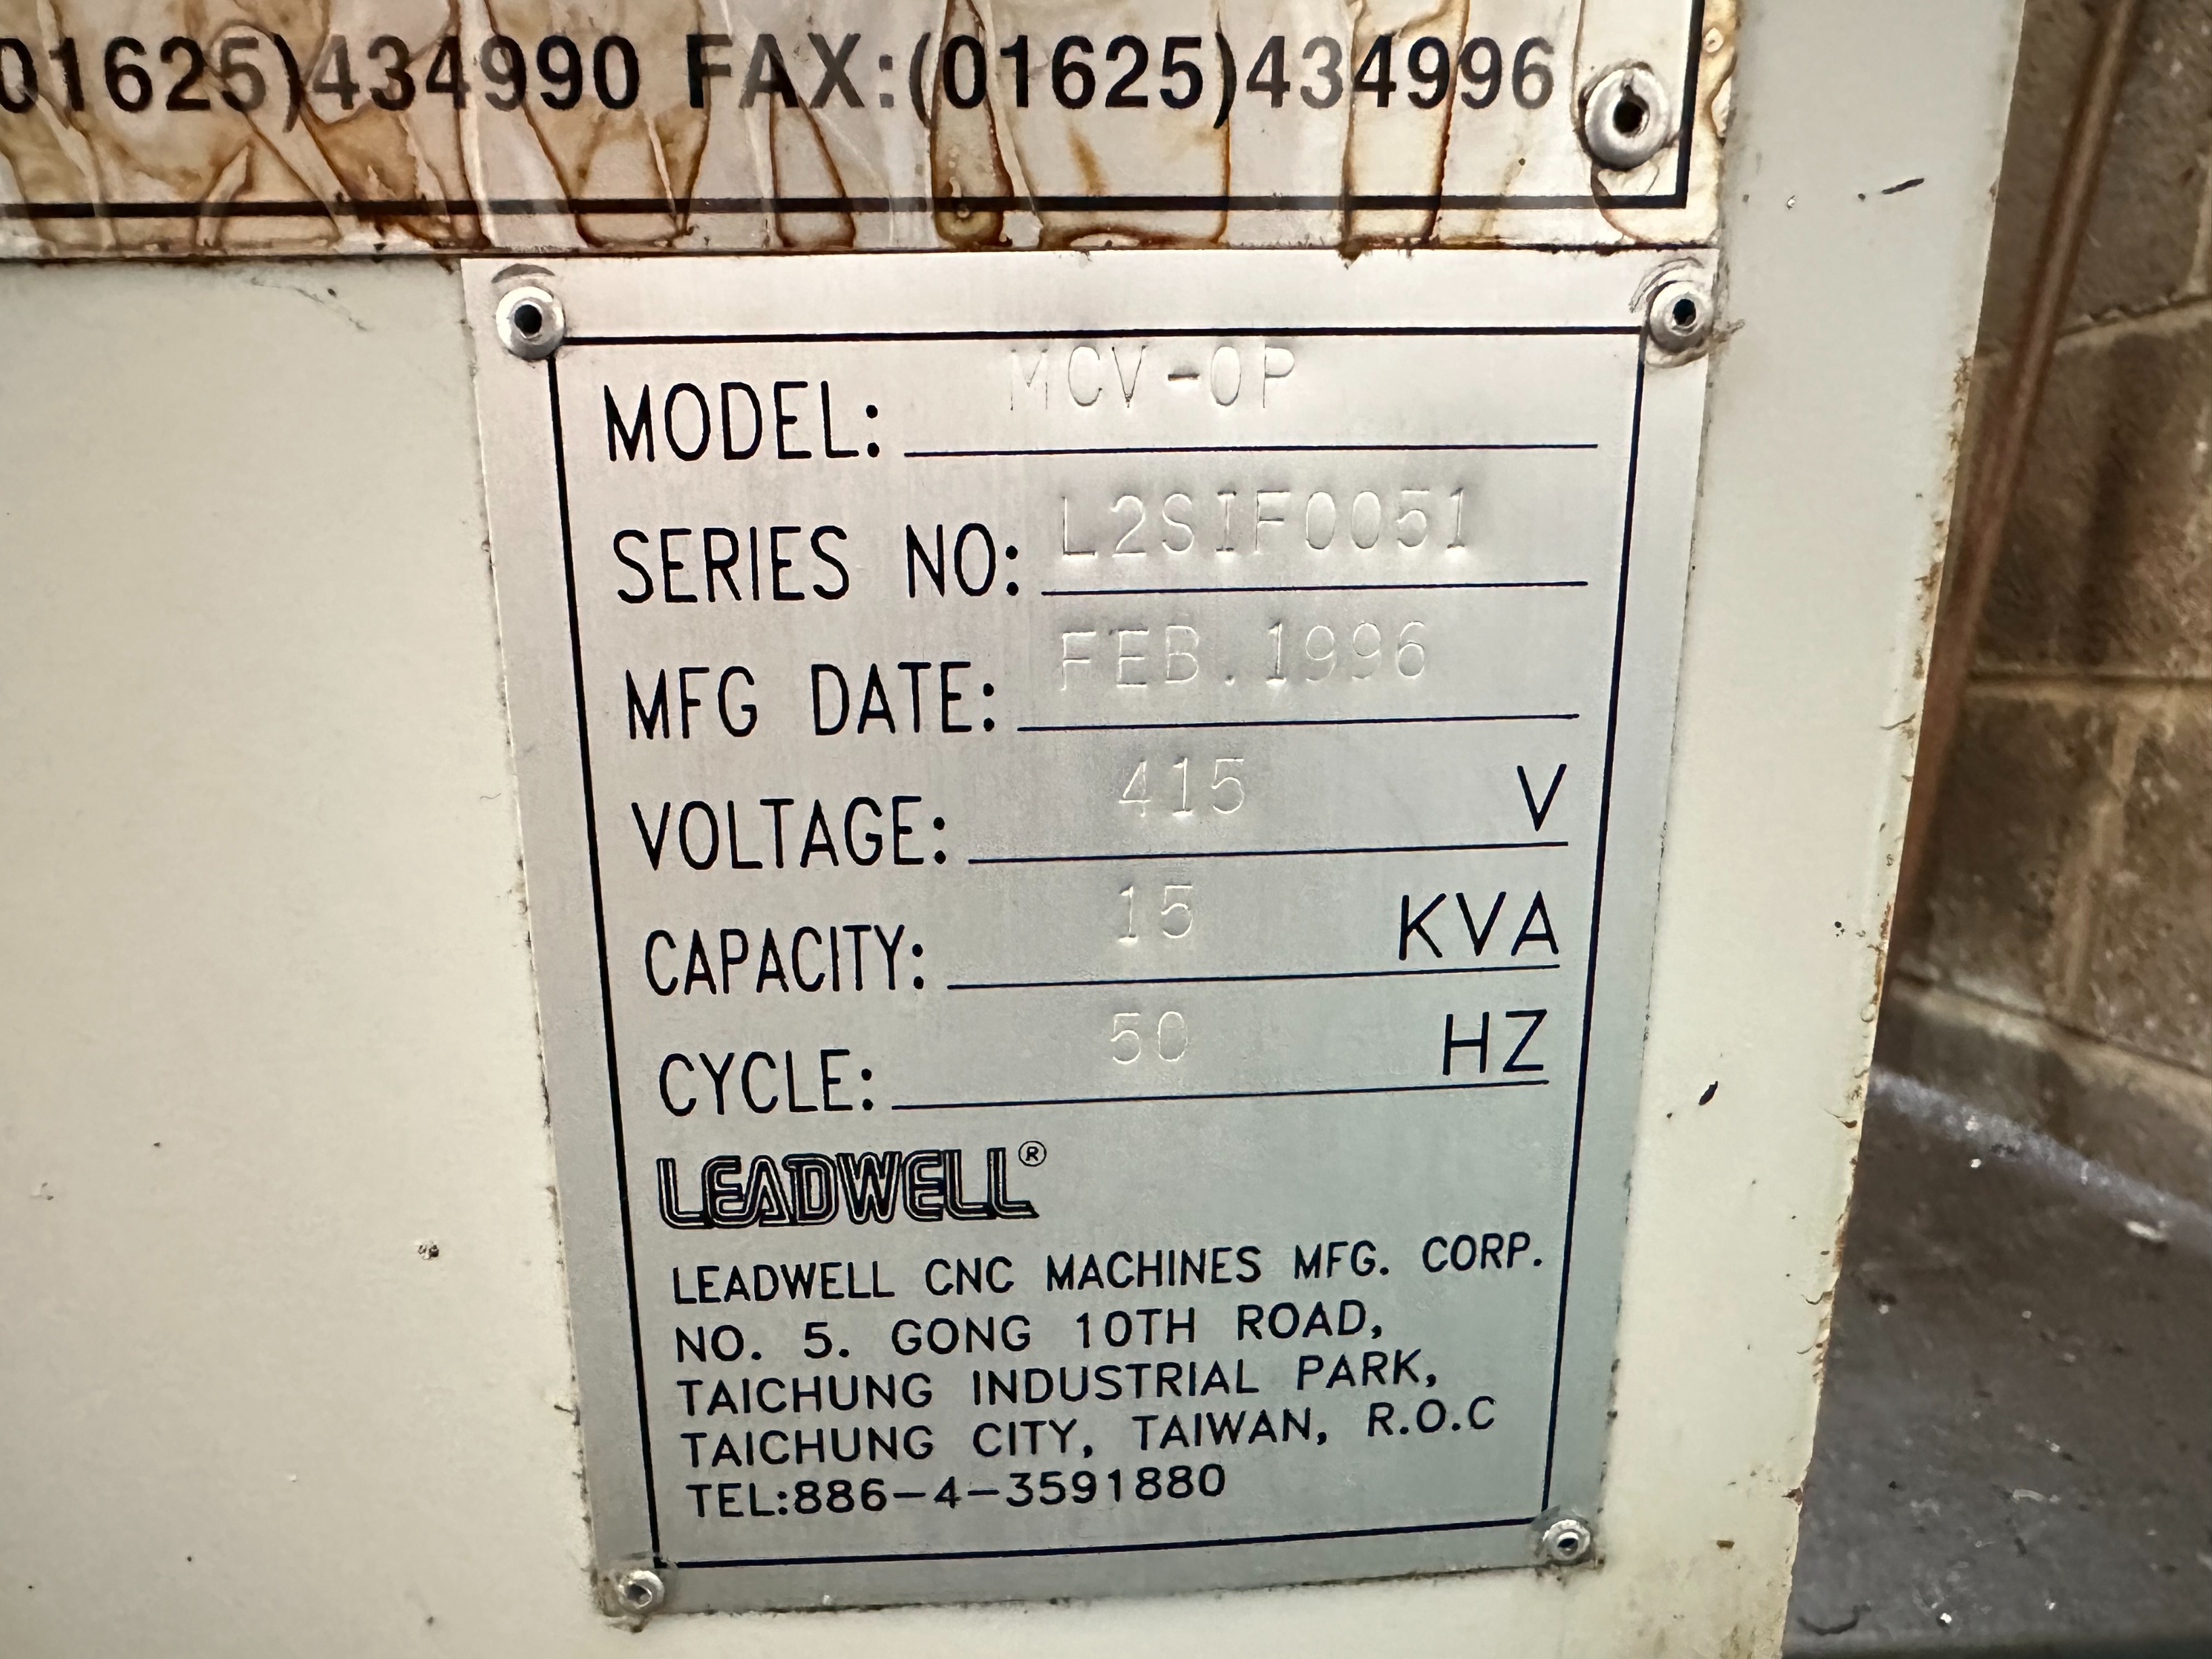 01625)434990 FAX:(01625)434996
MODEL: MCV-OP
SERIES NO: L2SIF0051
MFG DATE: FEB.1996
VOLTAGE: 415 V
CAPACITY: 15 KVA
CYCLE: 50 HZ
LEADWELL®
LEADWELL CNC MACHINES MFG. CORP.
NO. 5. GONG 10TH ROAD,
TAICHUNG INDUSTRIAL PARK,
TAICHUNG CITY, TAIWAN, R.O.C
TEL:886-4-3591880